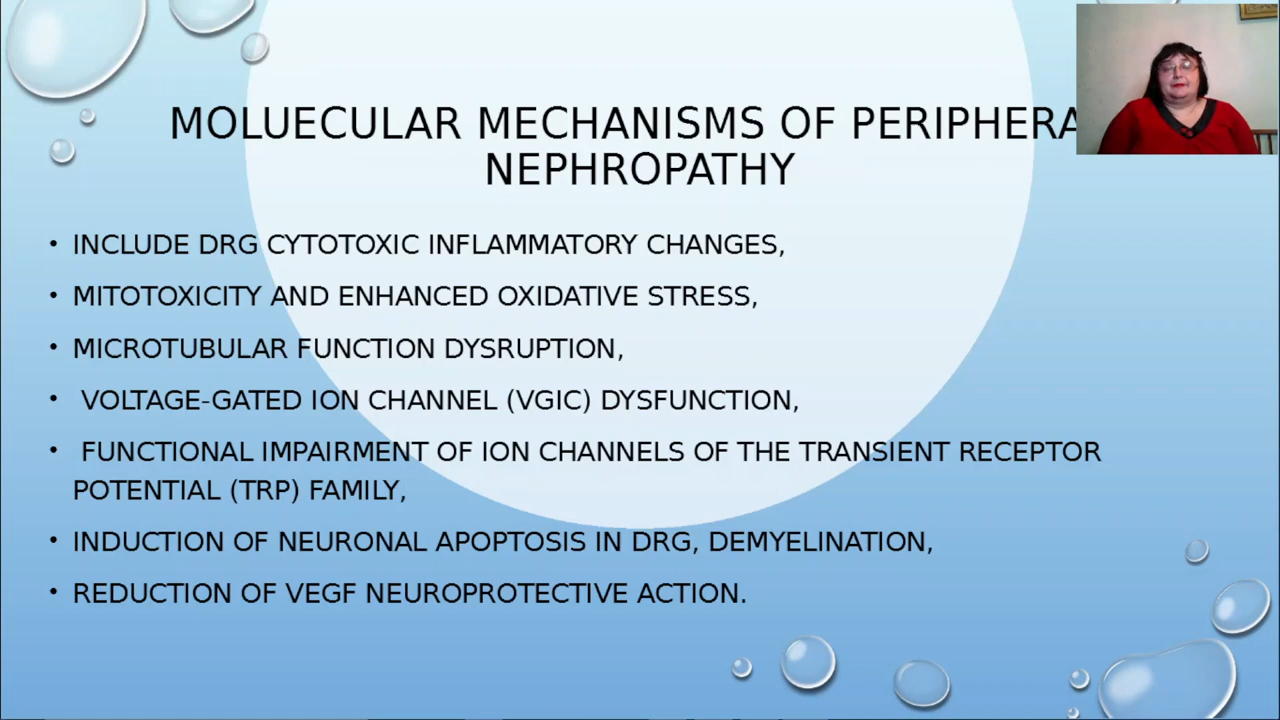 MOLUECULAR MECHANISMS OF PERIPHERA
NEPHROPATHY
• INCLUDE DRG CYTOTOXIC INFLAMMATORY CHANGES,
• MITOTOXICITY AND ENHANCED OXIDATIVE STRESS,
• MICROTUBULAR FUNCTION DYSRUPTION,
• VOLTAGE-GATED ION CHANNEL (VGIC) DYSFUNCTION,
• FUNCTIONAL IMPAIRMENT OF ION CHANNELS OF THE TRANSIENT RECEPTOR
POTENTIAL (TRP) FAMILY,
• INDUCTION OF NEURONAL APOPTOSIS IN DRG, DEMYELINATION,
• REDUCTION OF VEGF NEUROPROTECTIVE ACTION.